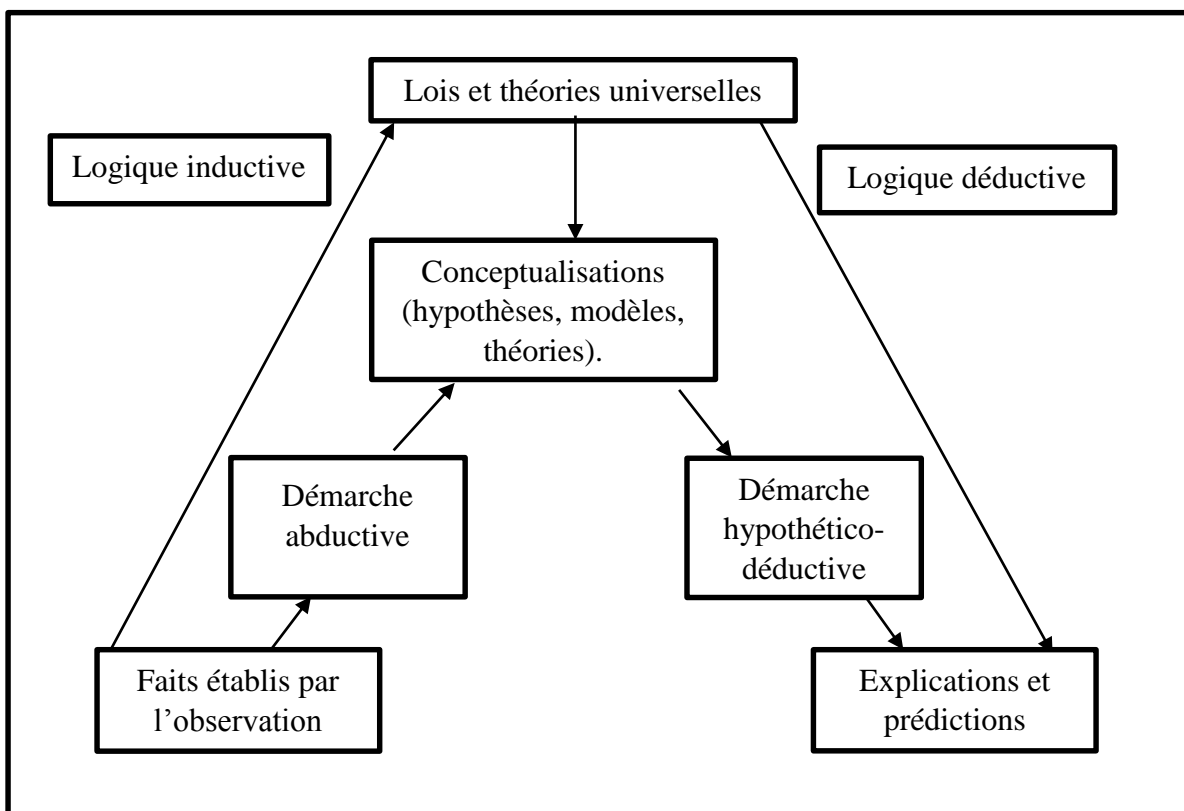 Lois et théories universelles
Logique inductive
Logique déductive
Conceptualisations
(hypothèses, modèles,
théories).
Démarche
abductive
Démarche
hypothético-
déductive
Faits établis par
l’observation
Explications et
prédictions